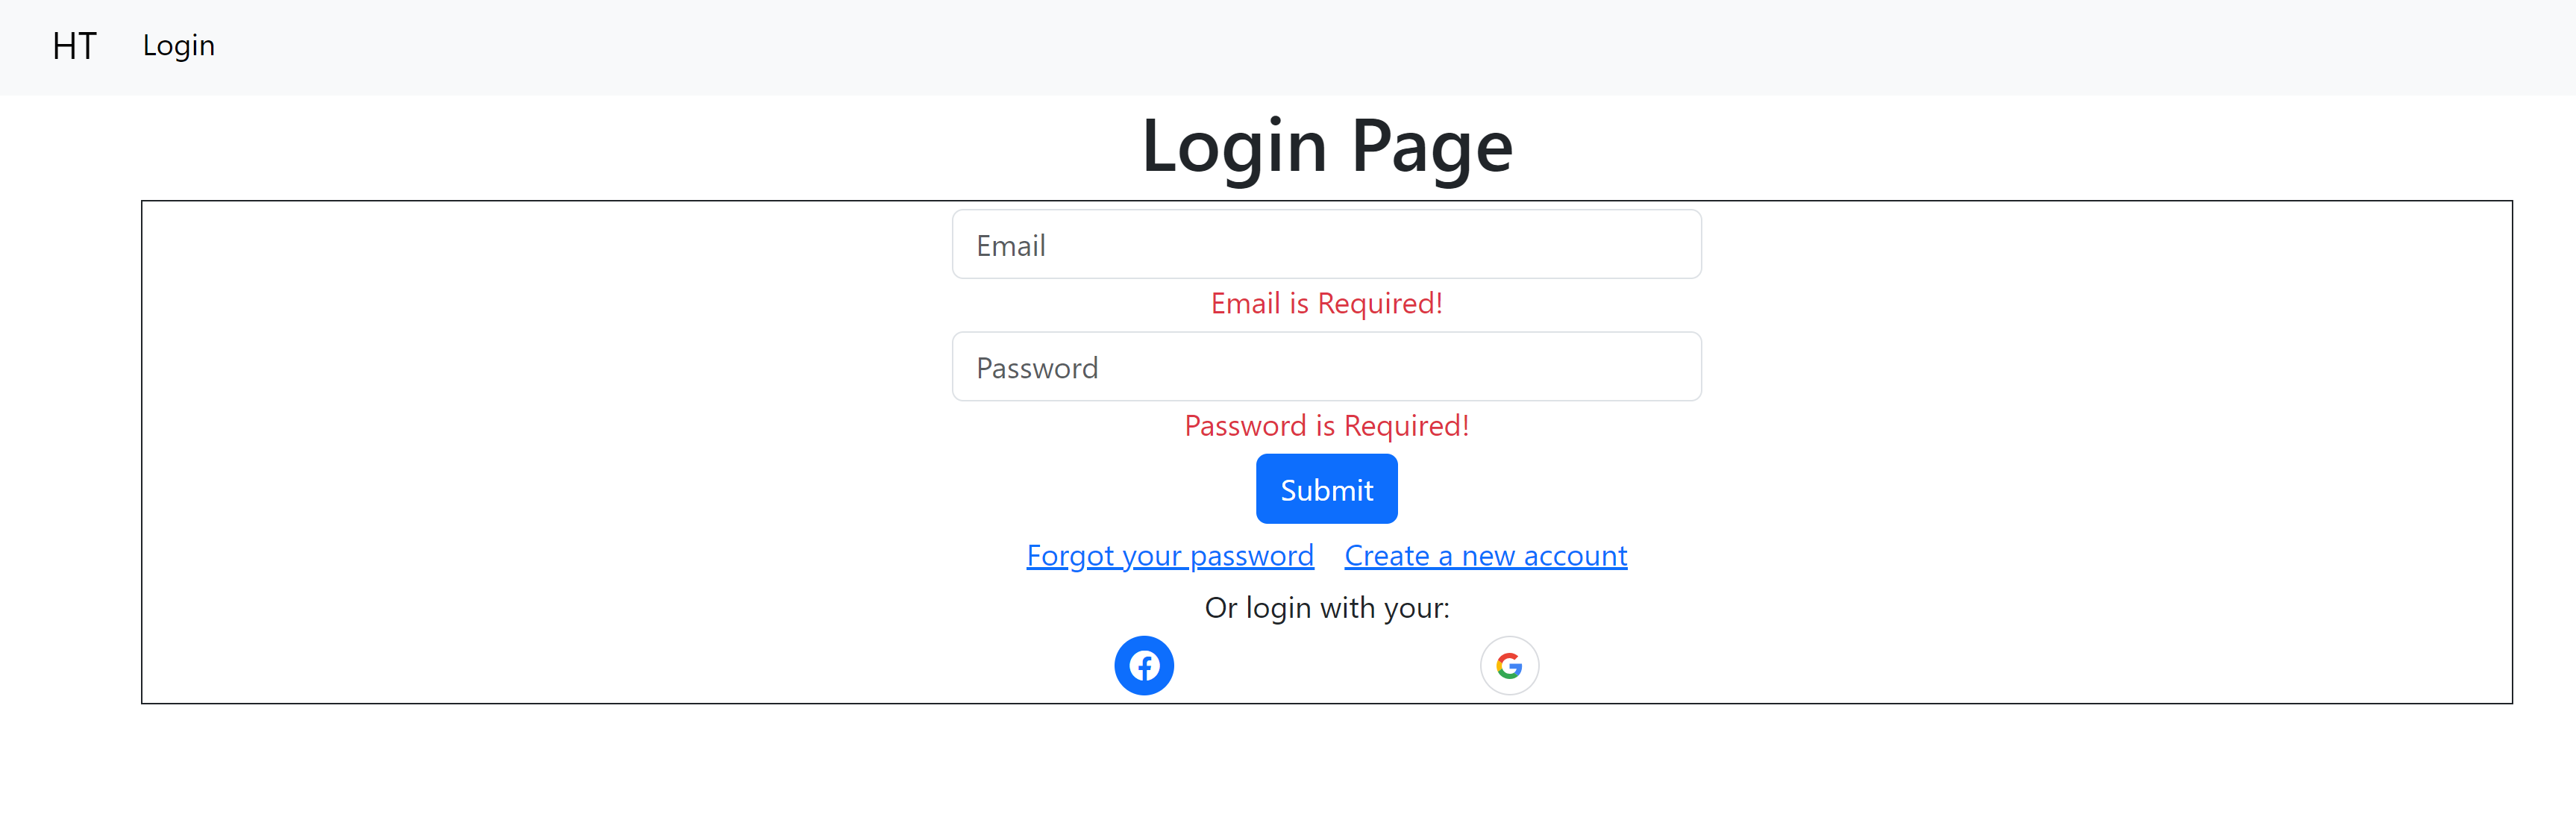 HT Login
Login Page
Email
Email is Required!
Password
Password is Required!
Submit
Forgot your password Create a new account
Or login with your: